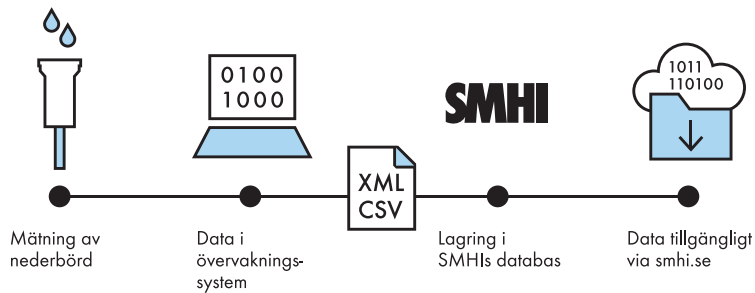 0100
1000
SMHI
1011
110100
XML
CSV
Mätning av
nederbörd
Data i
övervaknings-
system
Lagring i
SMHIs databas
Data tillgängligt
via smhi.se